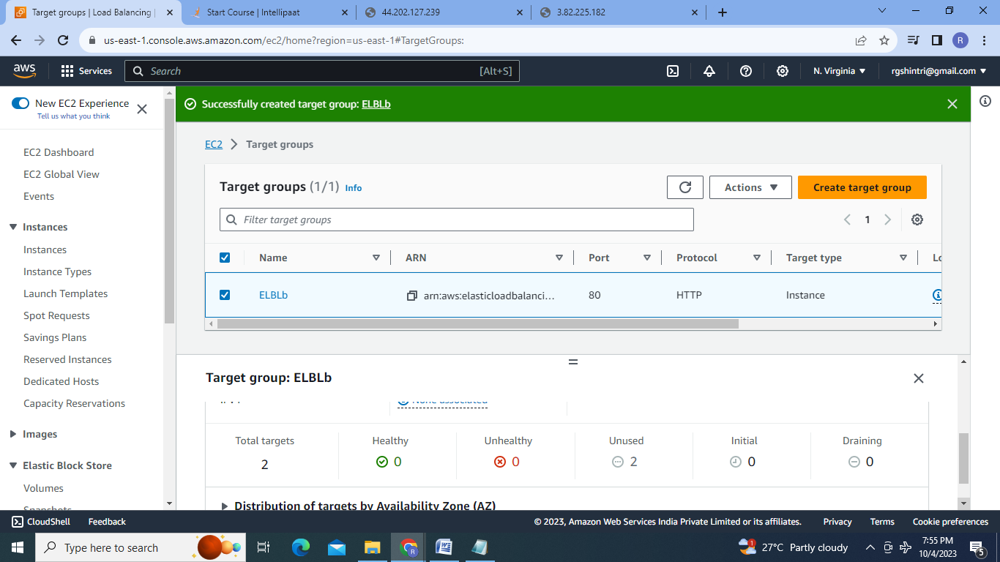 Target groups | Load Balancing |
Start Course | Intellipaat
44.202.127.239
3.82.225.182
us-east-1.console.aws.amazon.com/ec2/home?region=us-east-1#TargetGroups:
R
aws
Services
Search
[Alt+S]
N. Virginia
rgshintri@gmail.com
New EC2 Experience
Tell us what you think
EC2 Dashboard
EC2 Global View
Events
Instances
Instances
Instance Types
Launch Templates
Spot Requests
Savings Plans
Reserved Instances
Dedicated Hosts
Capacity Reservations
Images
Elastic Block Store
Volumes
Snapshots
Successfully created target group: ELBLb
EC2 > Target groups
Target groups (1/1) Info
Actions
Create target group
Filter target groups
1
Name ARN Port Protocol Target type Lo
ELBLb arn:aws:elasticloadbalanci... 80 HTTP Instance
Target group: ELBLb
None associated
Total targets Healthy Unhealthy Unused Initial Draining
2 0 0 2 0 0
Distribution of targets by Availability Zone (AZ)
CloudShell Feedback © 2023, Amazon Web Services India Private Limited or its affiliates. Privacy Terms Cookie preferences
Type here to search
R
1
27°C Partly cloudy
7:55 PM
10/4/2023
5